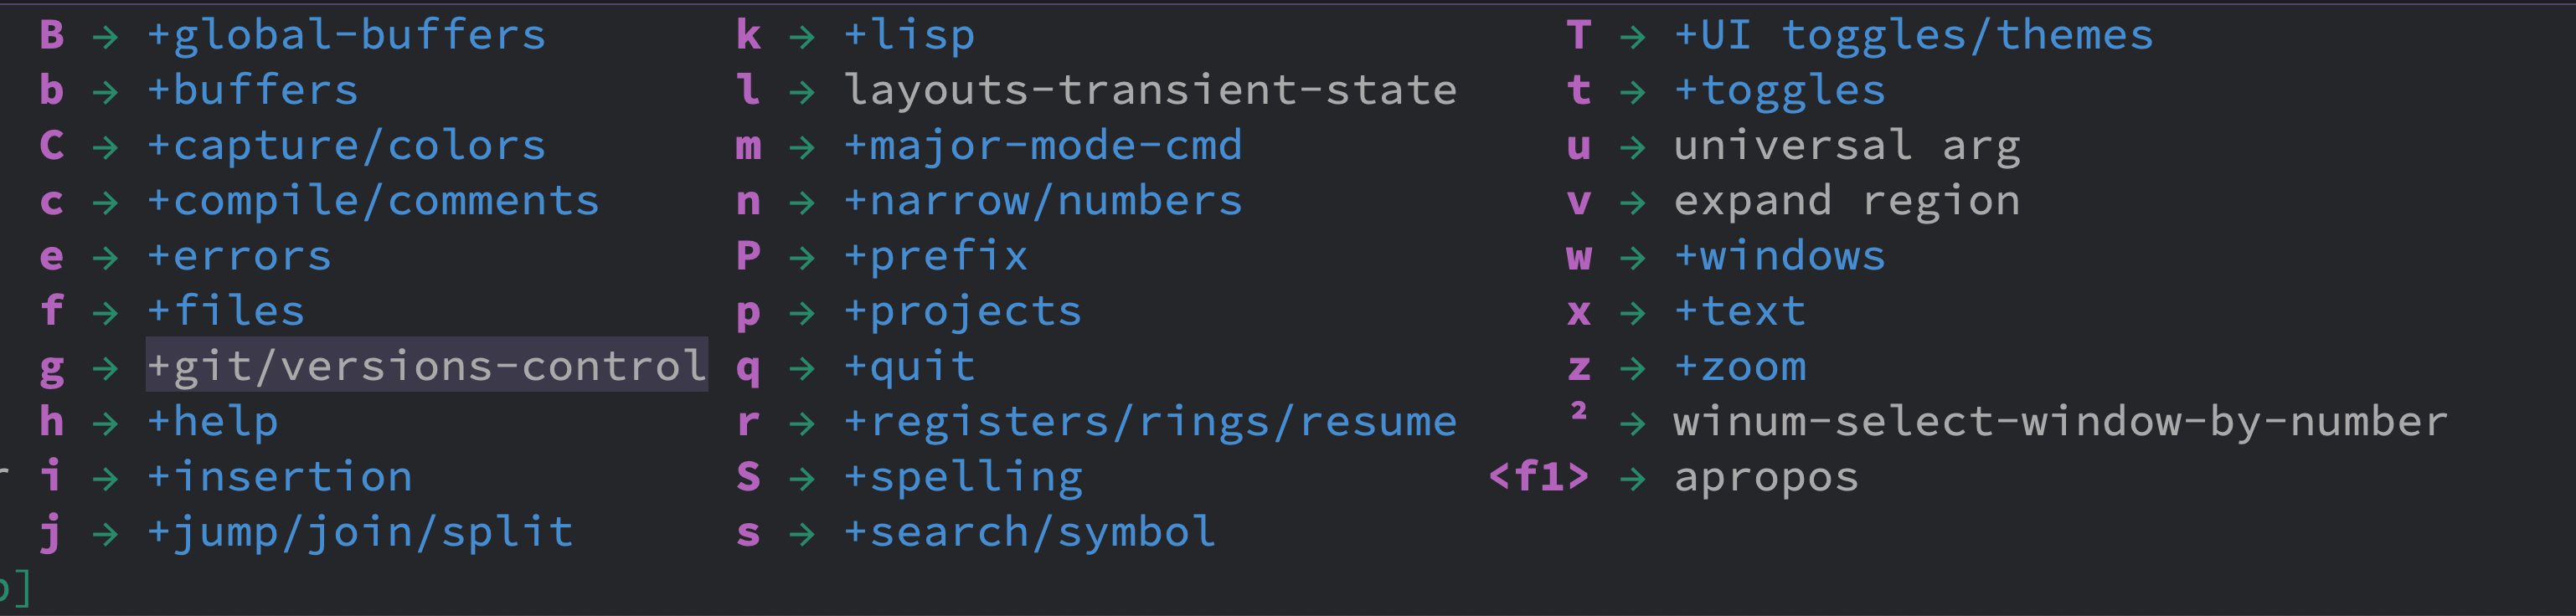 B → +global-buffers k → +lisp T → +UI toggles/themes
b → +buffers l → layouts-transient-state t → +toggles
C → +capture/colors m → +major-mode-cmd u → universal arg
c → +compile/comments n → +narrow/numbers v → expand region
e → +errors P → +prefix w → +windows
f → +files p → +projects x → +text
g → +git/versions-control q → +quit z → +zoom
h → +help r → +registers/rings/resume ² → winum-select-window-by-number
i → +insertion S → +spelling <f1> → apropos
j → +jump/join/split s → +search/symbol